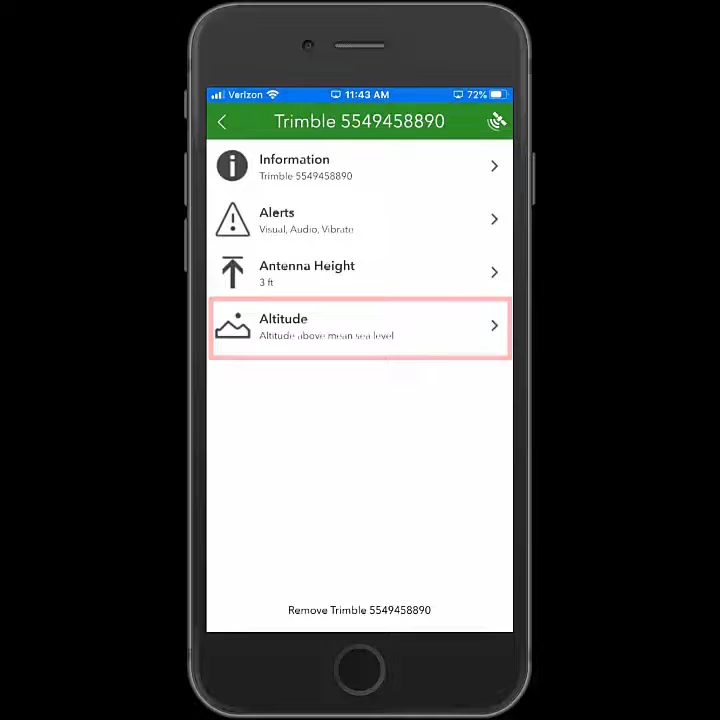 Verizon 11:43 AM 72%
Trimble 5549458890
Information
Trimble 5549458890
Alerts
Visual, Audio, Vibrate
Antenna Height
3 ft
Altitude
Altitude above mean sea level
Remove Trimble 5549458890